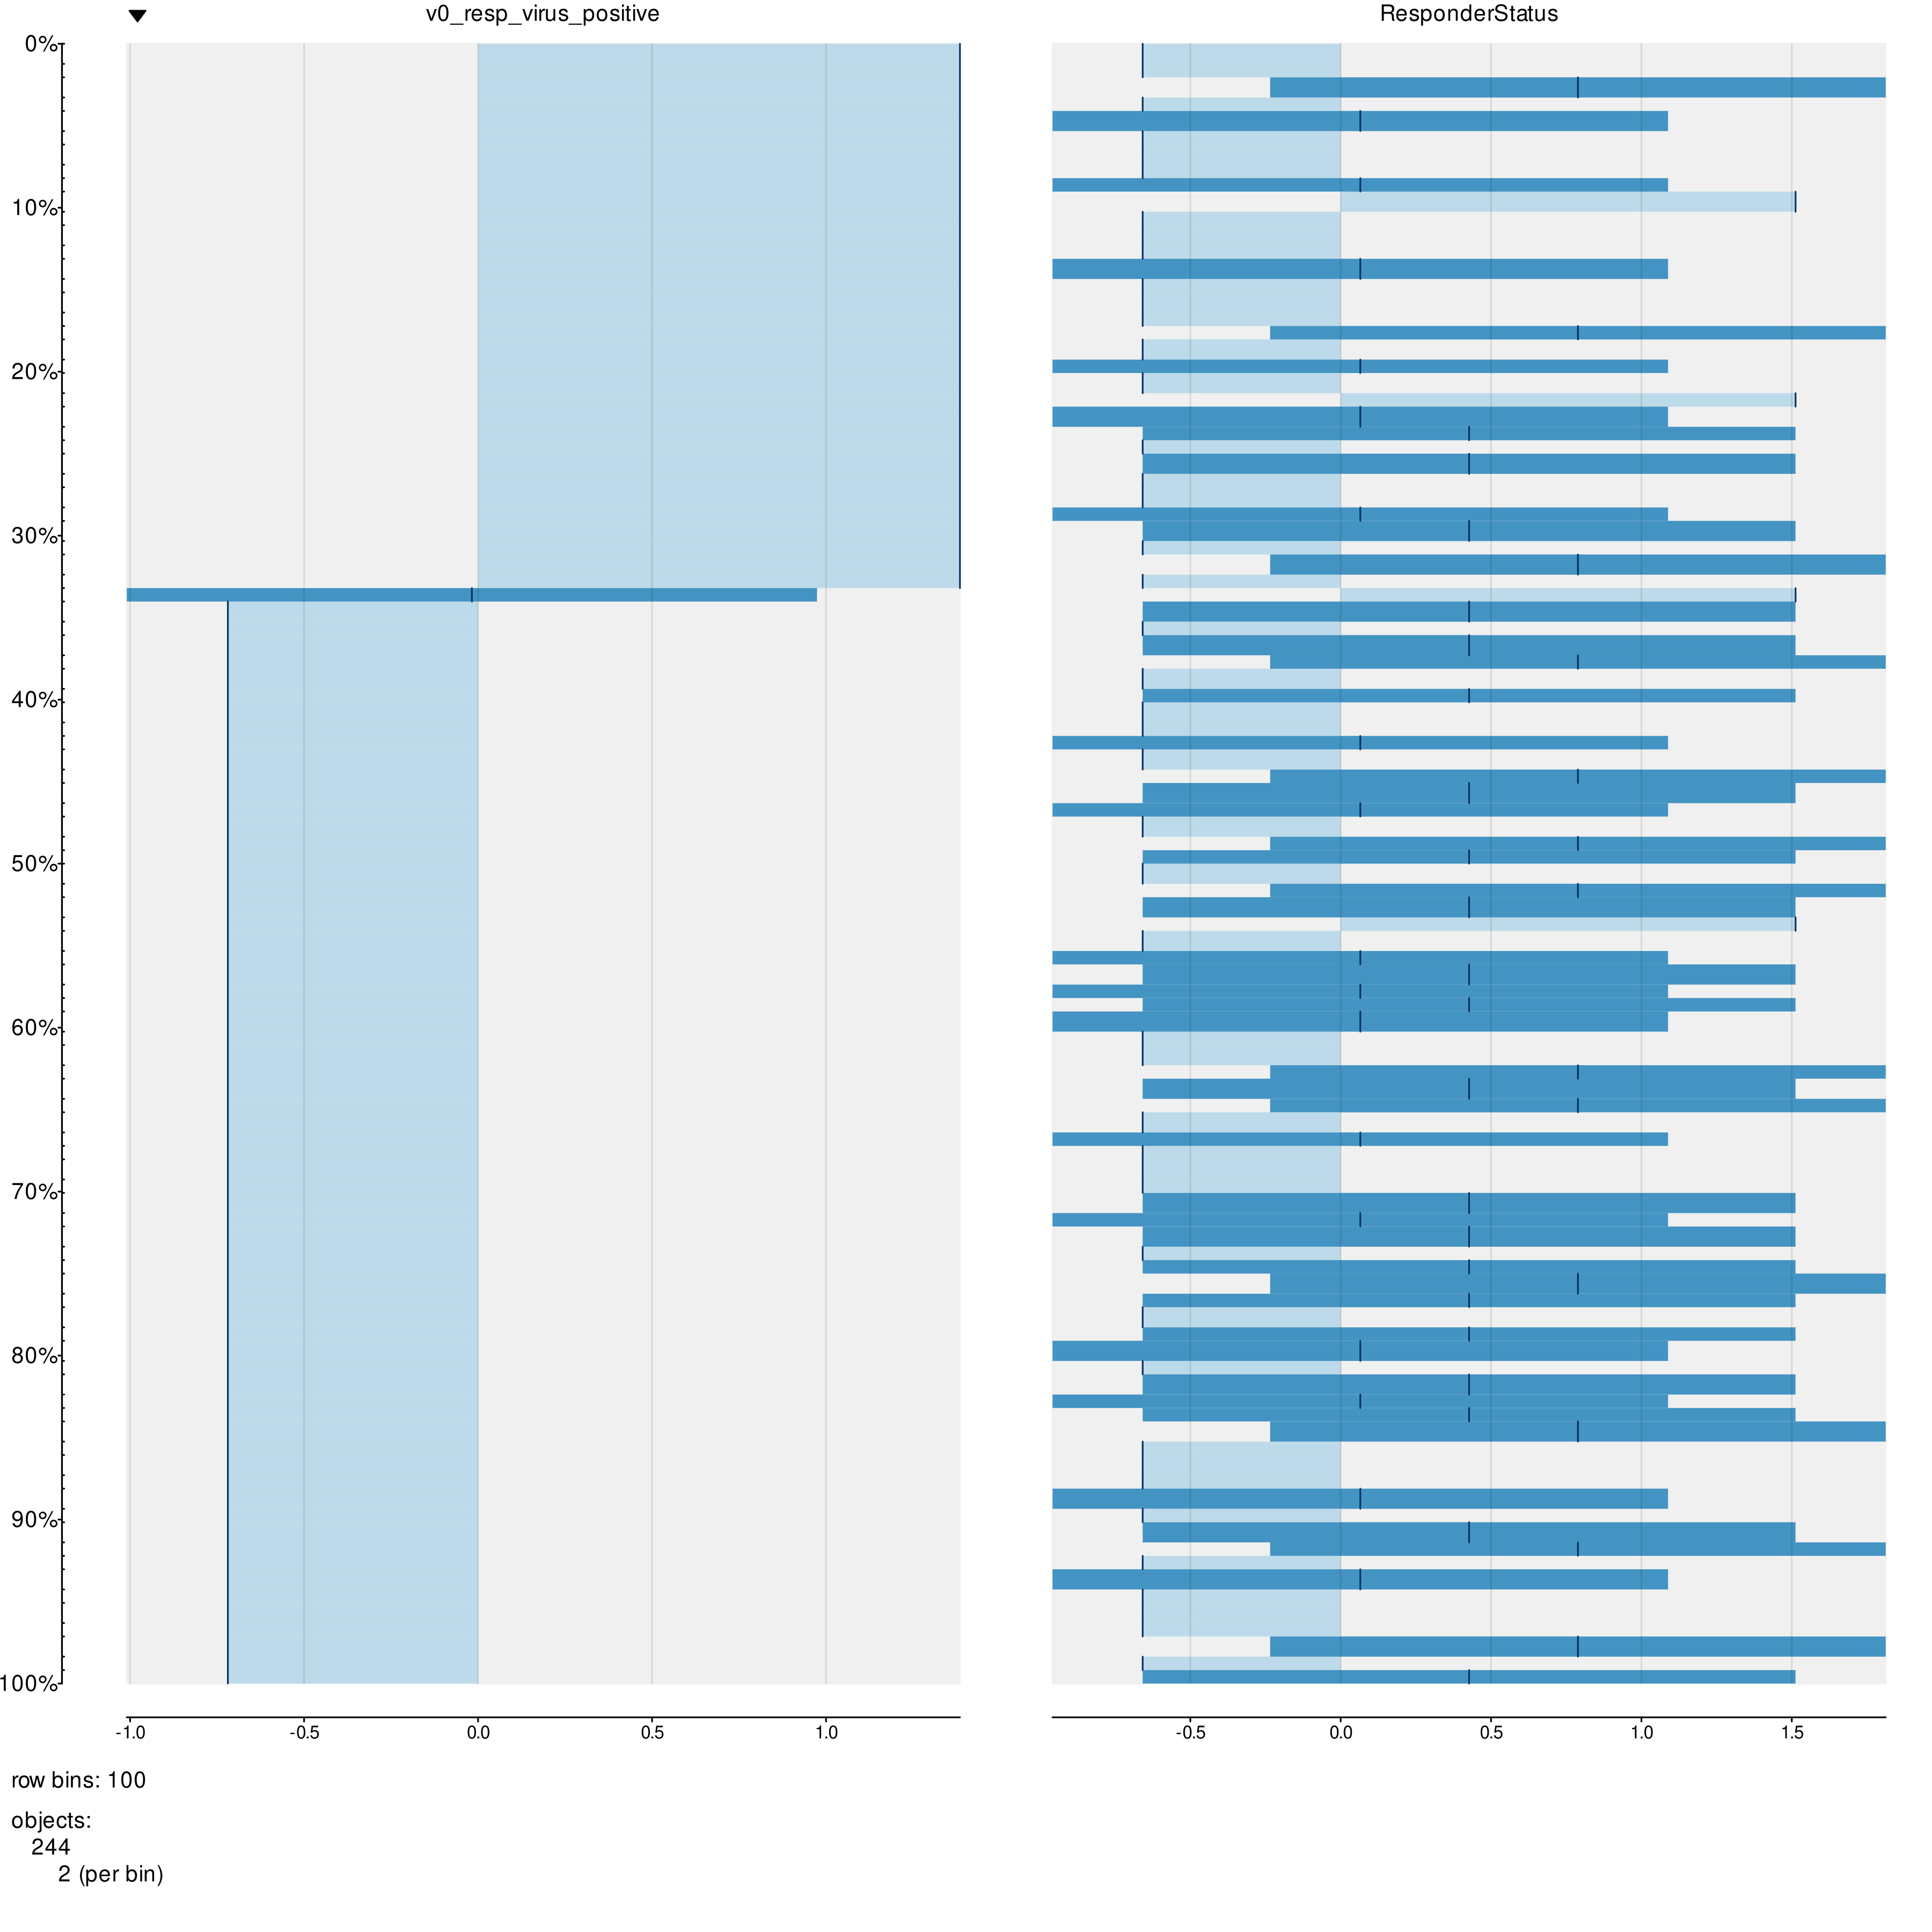 v0_resp_virus_positive
ResponderStatus
0%
10%
20%
30%
40%
50%
60%
70%
80%
90%
100%
-1.0 -0.5 0.0 0.5 1.0
-0.5 0.0 0.5 1.0 1.5
row bins: 100
objects:
244
2 (per bin)